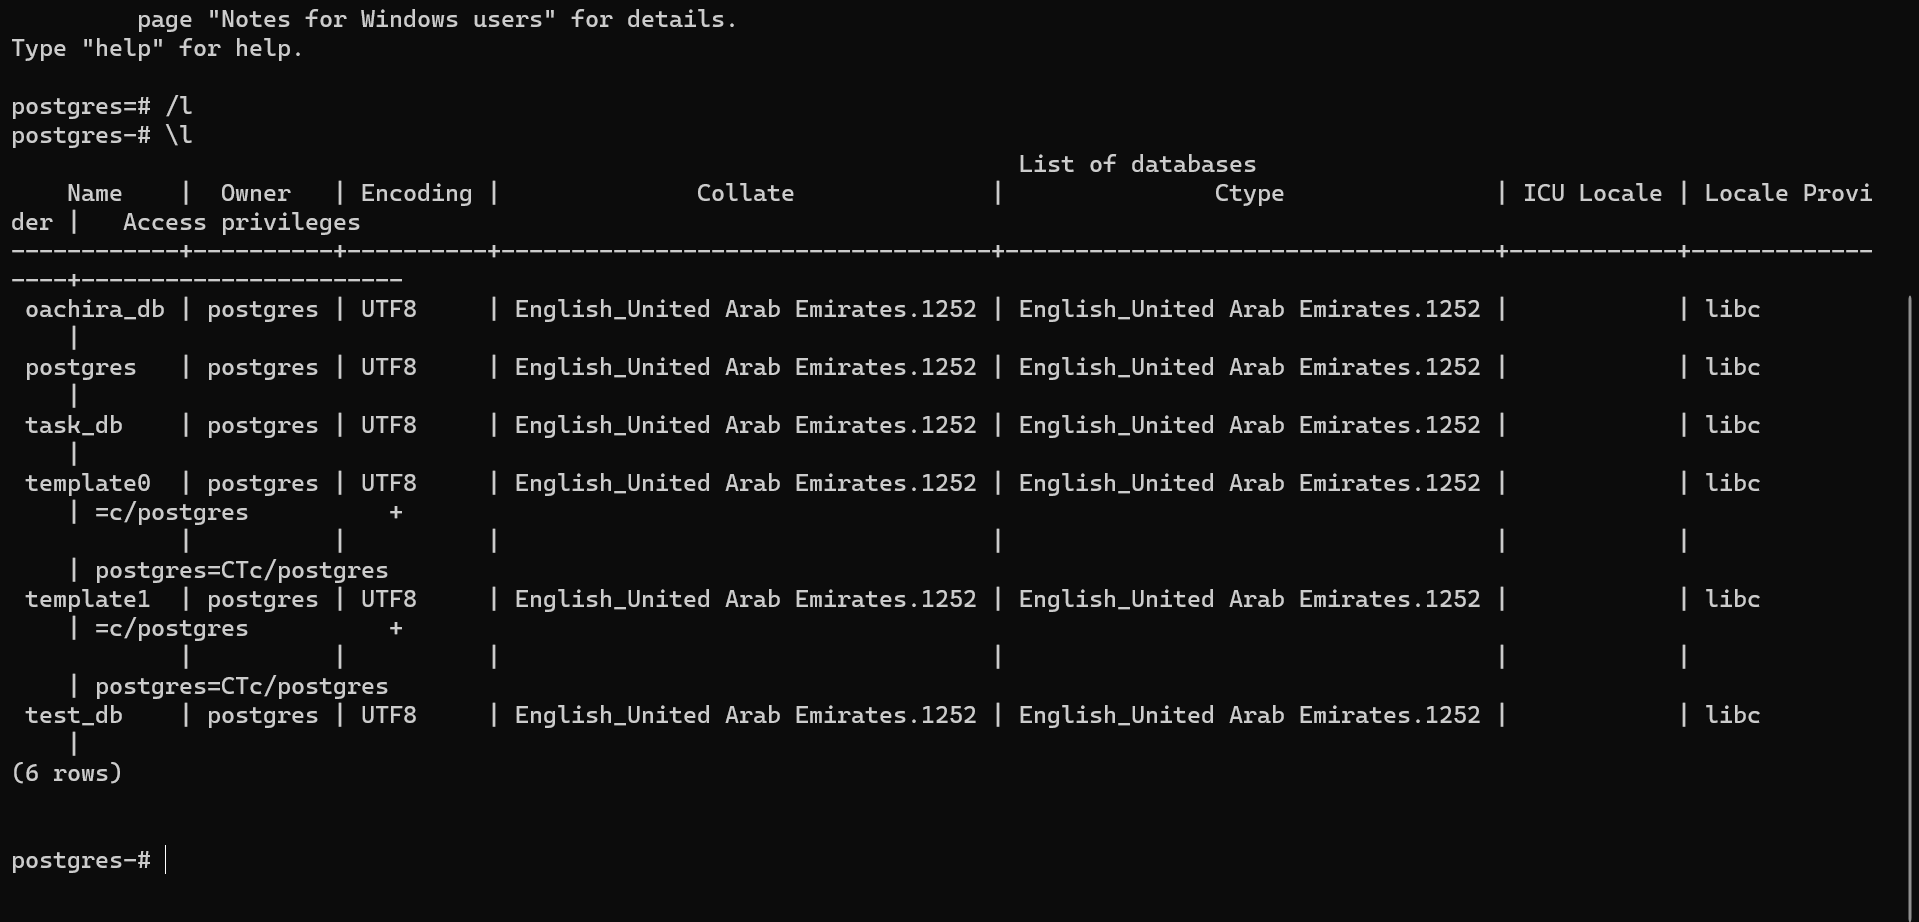 page "Notes for Windows users" for details.
Type "help" for help.

postgres=# /l
postgres-# \l
                                                                        List of databases
    Name    |  Owner   | Encoding |              Collate              |               Ctype               | ICU Locale | Locale Provi
der |   Access privileges
------------+----------+----------+-----------------------------------+-----------------------------------+------------+-------------
----+-----------------------
 oachira_db | postgres | UTF8     | English_United Arab Emirates.1252 | English_United Arab Emirates.1252 |            | libc
    |
 postgres   | postgres | UTF8     | English_United Arab Emirates.1252 | English_United Arab Emirates.1252 |            | libc
    |
 task_db    | postgres | UTF8     | English_United Arab Emirates.1252 | English_United Arab Emirates.1252 |            | libc
    |
 template0  | postgres | UTF8     | English_United Arab Emirates.1252 | English_United Arab Emirates.1252 |            | libc
    | =c/postgres          +
            |          |          |                                   |                                   |            |
    | postgres=CTc/postgres
 template1  | postgres | UTF8     | English_United Arab Emirates.1252 | English_United Arab Emirates.1252 |            | libc
    | =c/postgres          +
            |          |          |                                   |                                   |            |
    | postgres=CTc/postgres
 test_db    | postgres | UTF8     | English_United Arab Emirates.1252 | English_United Arab Emirates.1252 |            | libc
    |
(6 rows)


postgres-#